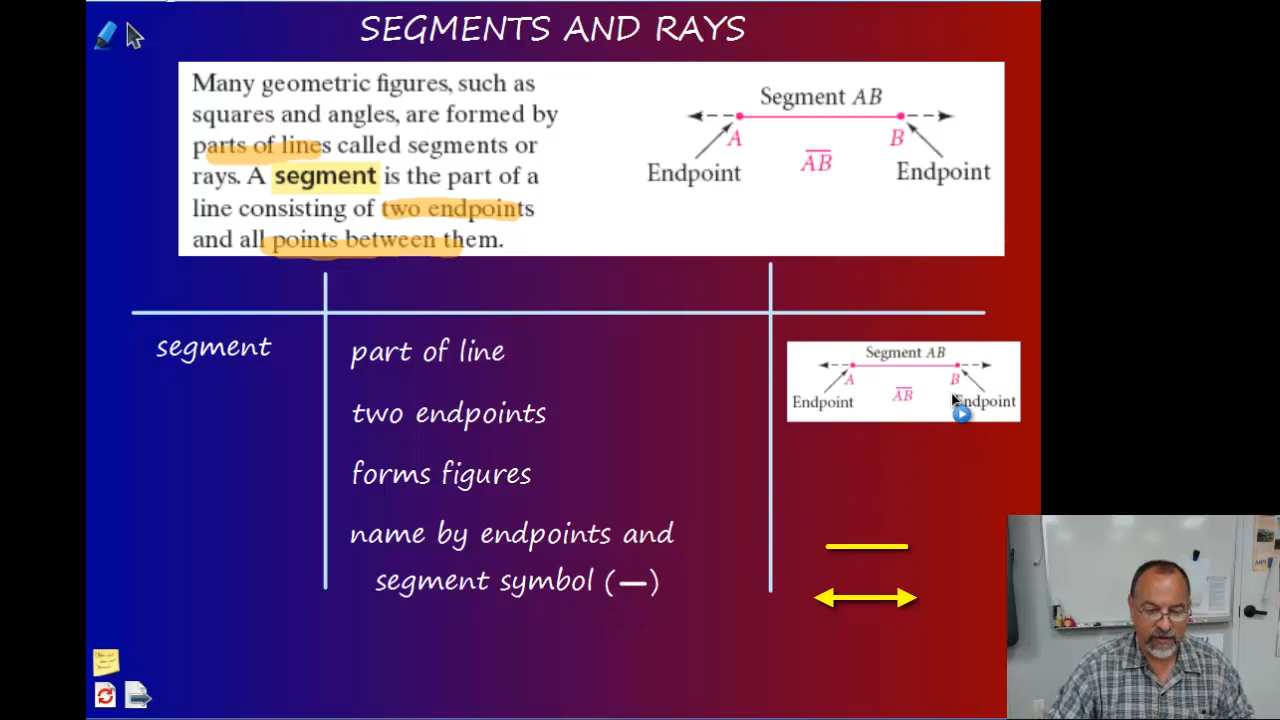 SEGMENTS AND RAYS
Many geometric figures, such as
squares and angles, are formed by
parts of lines called segments or
rays. A segment is the part of a
line consisting of two endpoints
and all points between them.
Segment AB
A
B
Endpoint
AB
Endpoint
segment
part of line
two endpoints
forms figures
name by endpoints and
segment symbol (—)
Segment AB
A
B
Endpoint
AB
Endpoint